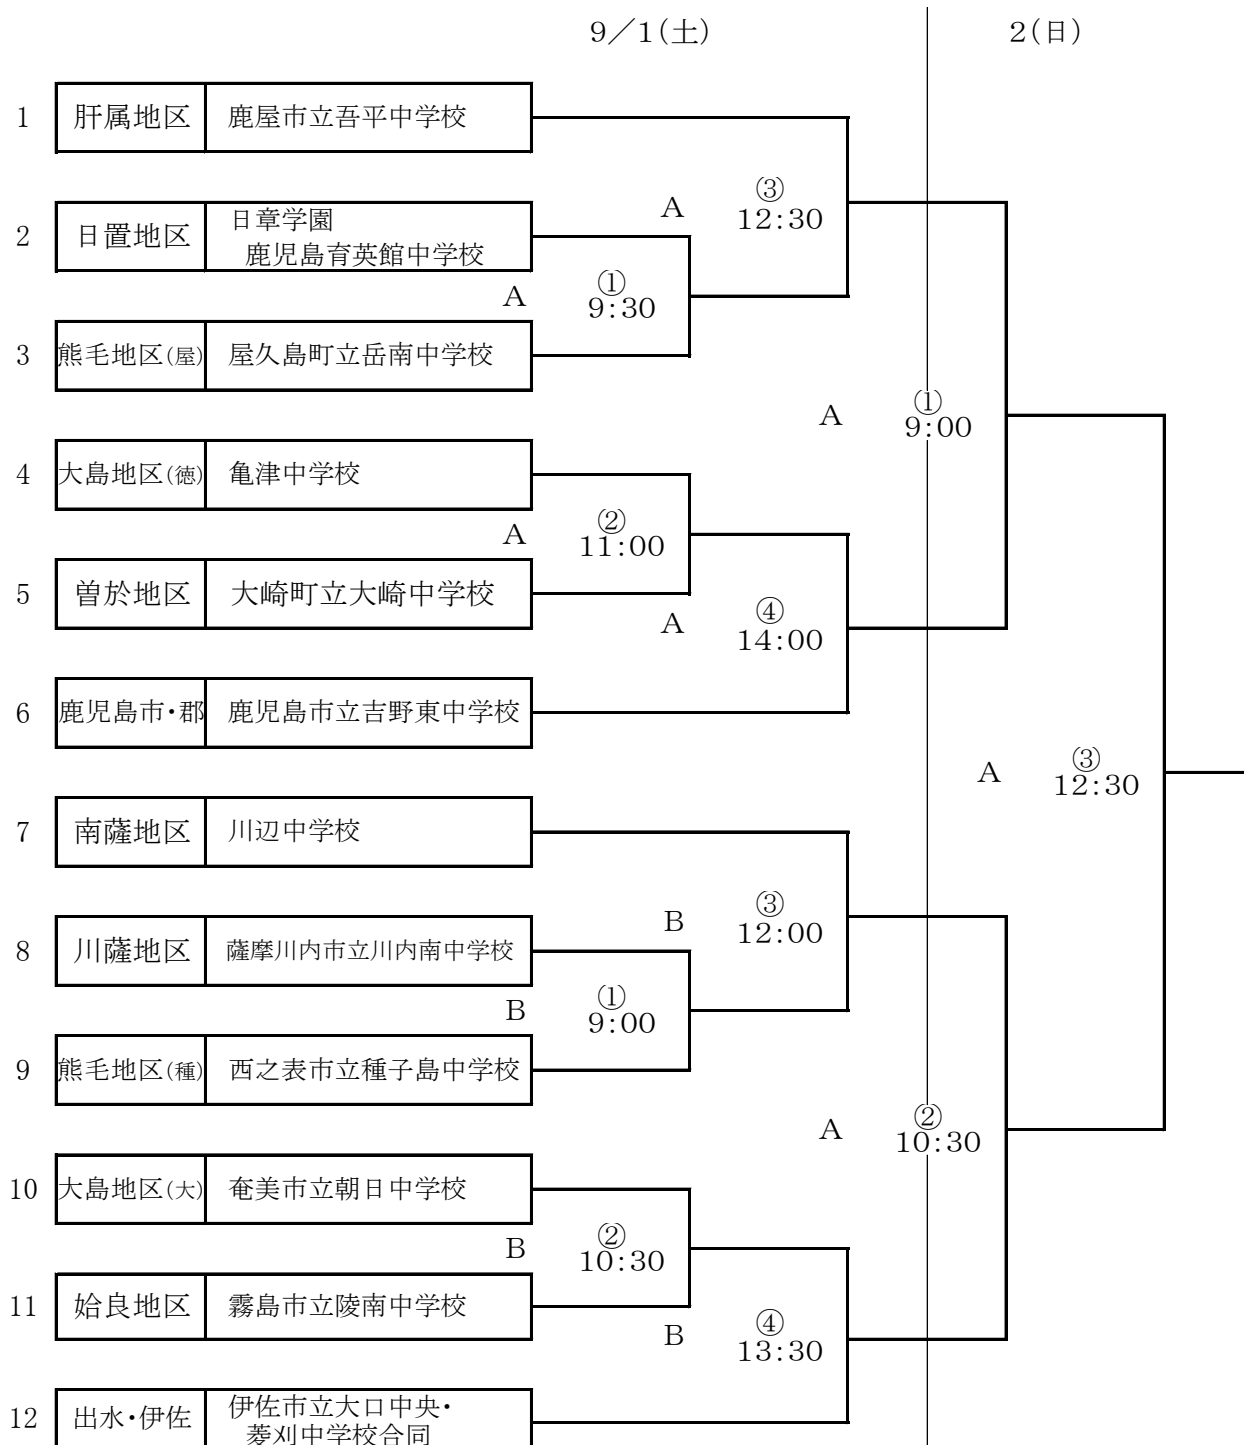 9／1(土)
2(日)
1 肝属地区 鹿屋市立吾平中学校
③
12:30
A
2 日置地区 日章学園
鹿児島育英館中学校
①
9:30
A
3 熊毛地区(屋) 屋久島町立岳南中学校
①
9:00
A
4 大島地区(徳) 亀津中学校
②
11:00
A
5 曽於地区 大崎町立大崎中学校
④
14:00
A
6 鹿児島市・郡 鹿児島市立吉野東中学校
③
12:30
A
7 南薩地区 川辺中学校
③
12:00
B
8 川薩地区 薩摩川内市立川内南中学校
①
9:00
B
9 熊毛地区(種) 西之表市立種子島中学校
②
10:30
A
10 大島地区(大) 奄美市立朝日中学校
②
10:30
B
11 姶良地区 霧島市立陵南中学校
④
13:30
B
12 出水・伊佐 伊佐市立大口中央・
菱刈中学校合同